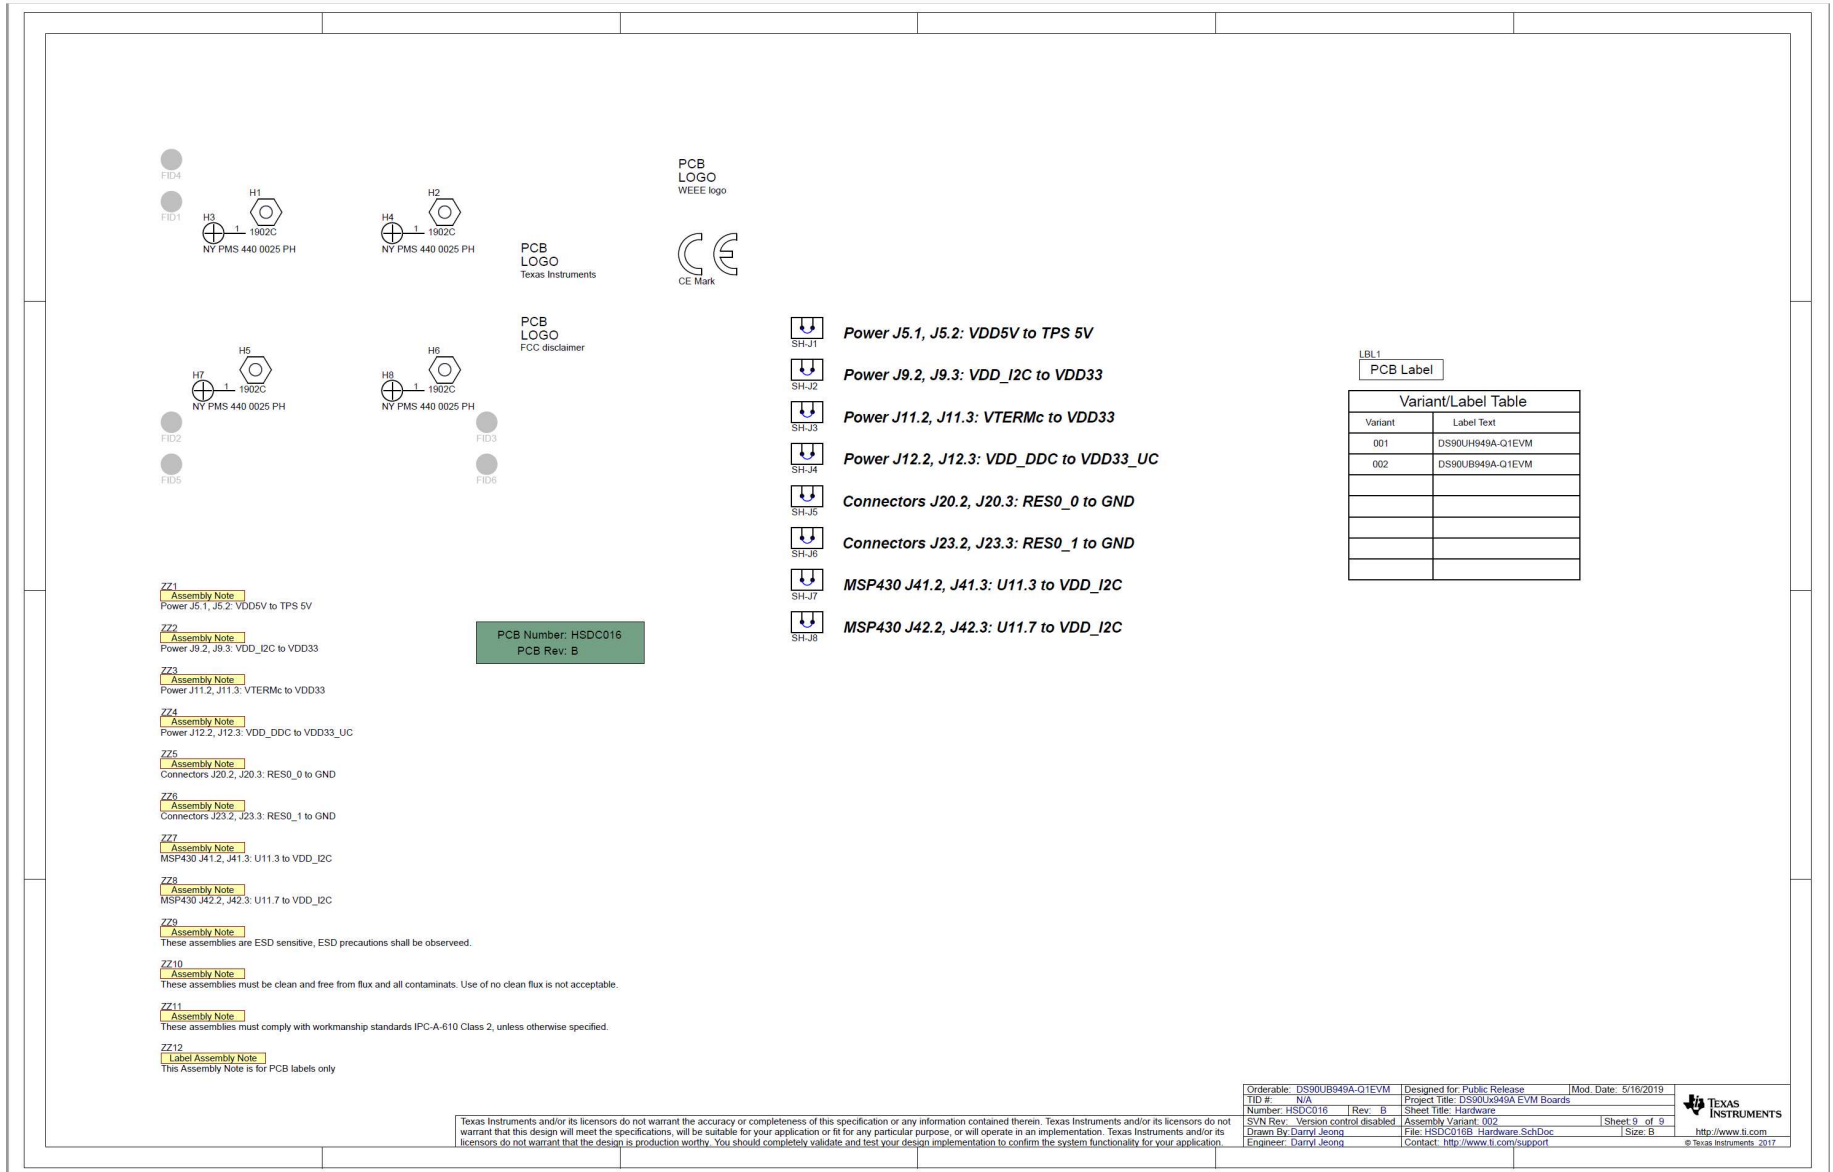 FID4
FID1
H1
H3
1
1902C
NY PMS 440 0025 PH
H2
H4
1
1902C
NY PMS 440 0025 PH
PCB
LOGO
Texas Instruments
PCB
LOGO
WEEE logo
CE Mark
PCB
LOGO
FCC disclaimer
H5
H7
1
1902C
NY PMS 440 0025 PH
H6
H8
1
1902C
NY PMS 440 0025 PH
FID2
FID3
FID5
FID6
SH-J1
Power J5.1, J5.2: VDD5V to TPS 5V
SH-J2
Power J9.2, J9.3: VDD_I2C to VDD33
SH-J3
Power J11.2, J11.3: VTERMc to VDD33
SH-J4
Power J12.2, J12.3: VDD_DDC to VDD33_UC
SH-J5
Connectors J20.2, J20.3: RES0_0 to GND
SH-J6
Connectors J23.2, J23.3: RES0_1 to GND
SH-J7
MSP430 J41.2, J41.3: U11.3 to VDD_I2C
SH-J8
MSP430 J42.2, J42.3: U11.7 to VDD_I2C
LBL1
PCB Label
Variant/Label Table
Variant Label Text
001 DS90UH949A-Q1EVM
002 DS90UB949A-Q1EVM
ZZ1
Assembly Note
Power J5.1, J5.2: VDD5V to TPS 5V
ZZ2
Assembly Note
Power J9.2, J9.3: VDD_I2C to VDD33
ZZ3
Assembly Note
Power J11.2, J11.3: VTERMc to VDD33
ZZ4
Assembly Note
Power J12.2, J12.3: VDD_DDC to VDD33_UC
ZZ5
Assembly Note
Connectors J20.2, J20.3: RES0_0 to GND
ZZ6
Assembly Note
Connectors J23.2, J23.3: RES0_1 to GND
ZZ7
Assembly Note
MSP430 J41.2, J41.3: U11.3 to VDD_I2C
ZZ8
Assembly Note
MSP430 J42.2, J42.3: U11.7 to VDD_I2C
ZZ9
Assembly Note
These assemblies are ESD sensitive, ESD precautions shall be observeed.
ZZ10
Assembly Note
These assemblies must be clean and free from flux and all contaminats. Use of no clean flux is not acceptable.
ZZ11
Assembly Note
These assemblies must comply with workmanship standards IPC-A-610 Class 2, unless otherwise specified.
ZZ12
Label Assembly Note
This Assembly Note is for PCB labels only
PCB Number: HSDC016
PCB Rev: B
Texas Instruments and/or its licensors do not warrant the accuracy or completeness of this specification or any information contained therein. Texas Instruments and/or its licensors do not
warrant that this design will meet the specifications, will be suitable for your application or fit for any particular purpose, or will operate in an implementation. Texas Instruments and/or its
licensors do not warrant that the design is production worthy. You should completely validate and test your design implementation to confirm the system functionality for your application.
Orderable: DS90UB949A-Q1EVM Designed for: Public Release Mod. Date: 5/16/2019
TID #: N/A Project Title: DS90Ux949A EVM Boards
Number: HSDC016 Rev: B Sheet Title: Hardware
SVN Rev: Version control disabled Assembly Variant: 002 Sheet: 9 of 9
Drawn By: Darryl Jeong File: HSDC016B_Hardware.SchDoc Size: B
Engineer: Darryl Jeong Contact: http://www.ti.com/support
TEXAS
INSTRUMENTS
http://www.ti.com
© Texas Instruments 2017